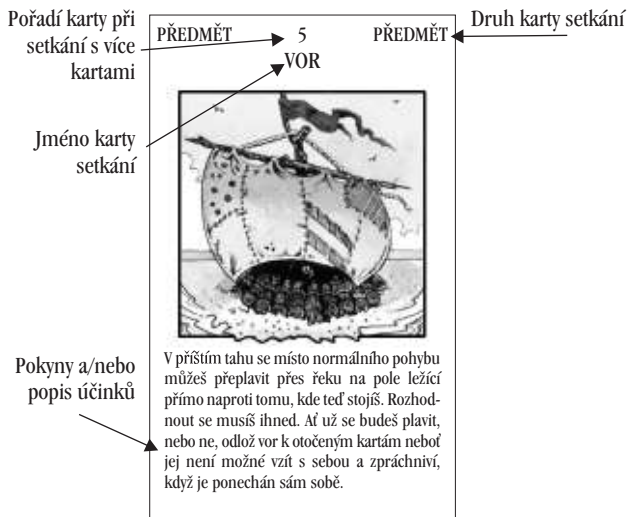 Pořadí karty při
setkání s více
kartami
PŘEDMĚT 5 PŘEDMĚT
Druh karty setkání
VOR
Jméno karty
setkání
Pokyny a/nebo
popis účinků
V příštím tahu se místo normálního pohybu
můžeš přeplavit přes řeku na pole ležící
přímo naproti tomu, kde teď stojíš. Rozhod-
nout se musíš ihned. Ať už se budeš plavit,
nebo ne, odlož vor k otočeným kartám neboť
jej není možné vzít s sebou a zpráchniví,
když je ponechán sám sobě.